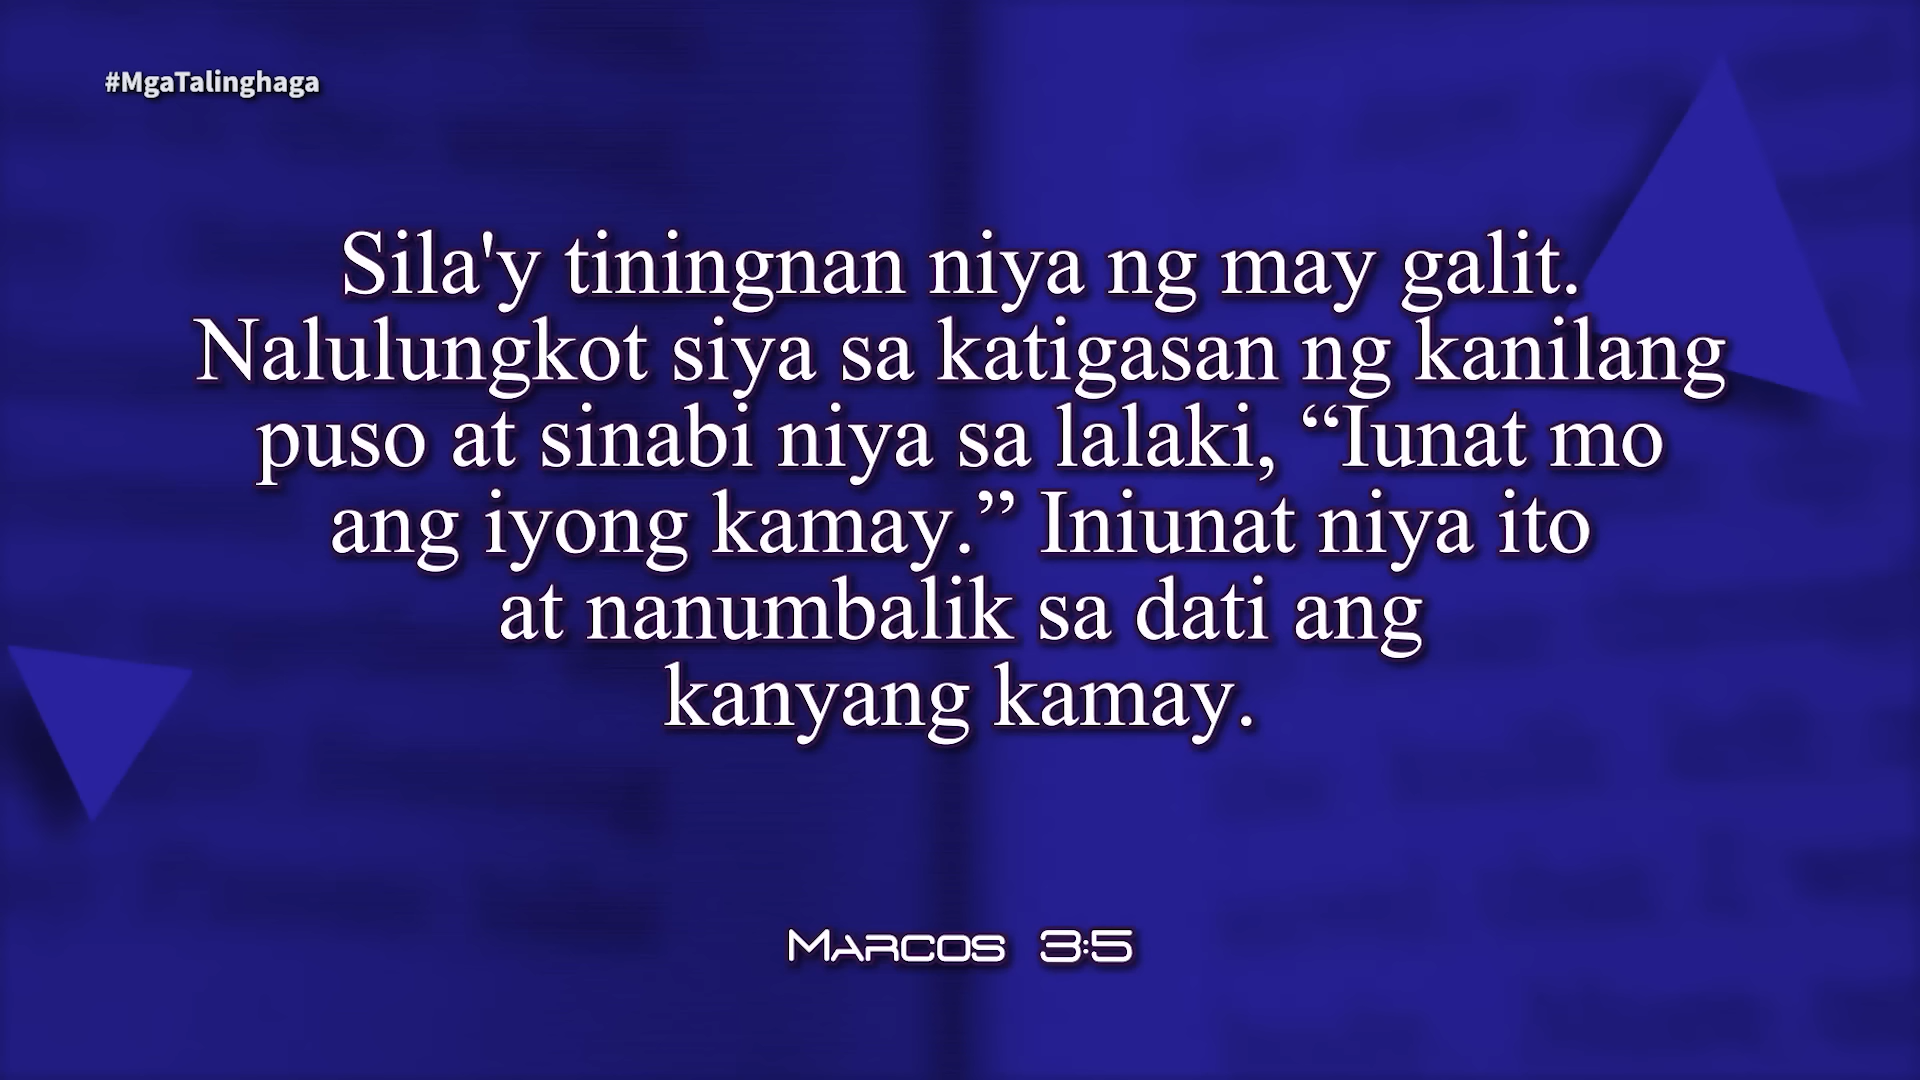 #MgaTalinghaga
Sila'y tiningnan niya ng may galit.
Nalulungkot siya sa katigasan ng kanilang
puso at sinabi niya sa lalaki, “Iunat mo
ang iyong kamay.” Iniunat niya ito
at nanumbalik sa dati ang
kanyang kamay.
Marcos 3:5